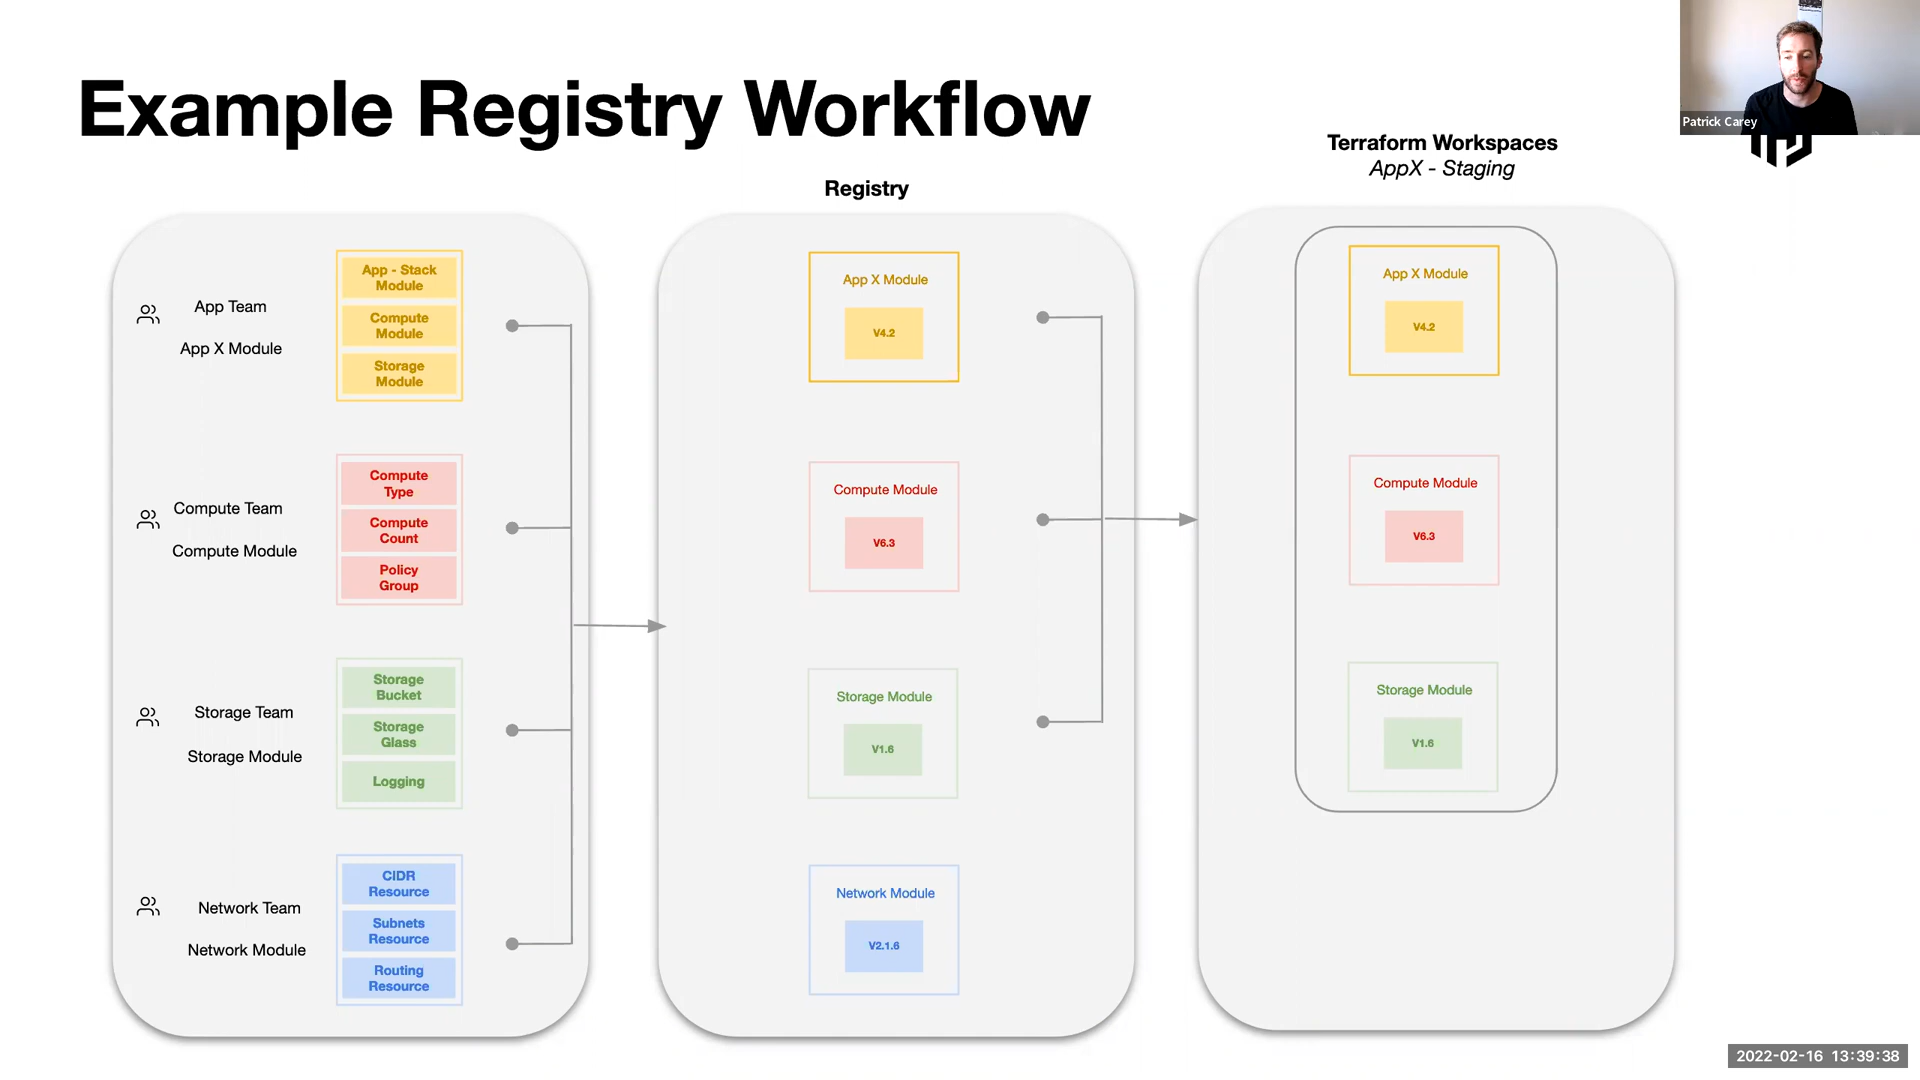 Example Registry Workflow
Patrick Carey
Terraform Workspaces
AppX - Staging
Registry
App Team
App X Module
App - Stack
Module
Compute
Module
Storage
Module
Compute Team
Compute Module
Compute
Type
Compute
Count
Policy
Group
Storage Team
Storage Module
Storage
Bucket
Storage
Glass
Logging
Network Team
Network Module
CIDR
Resource
Subnets
Resource
Routing
Resource
App X Module
V4.2
Compute Module
V6.3
Storage Module
V1.6
Network Module
V2.1.6
App X Module
V4.2
Compute Module
V6.3
Storage Module
V1.6
2022-02-16 13:39:38